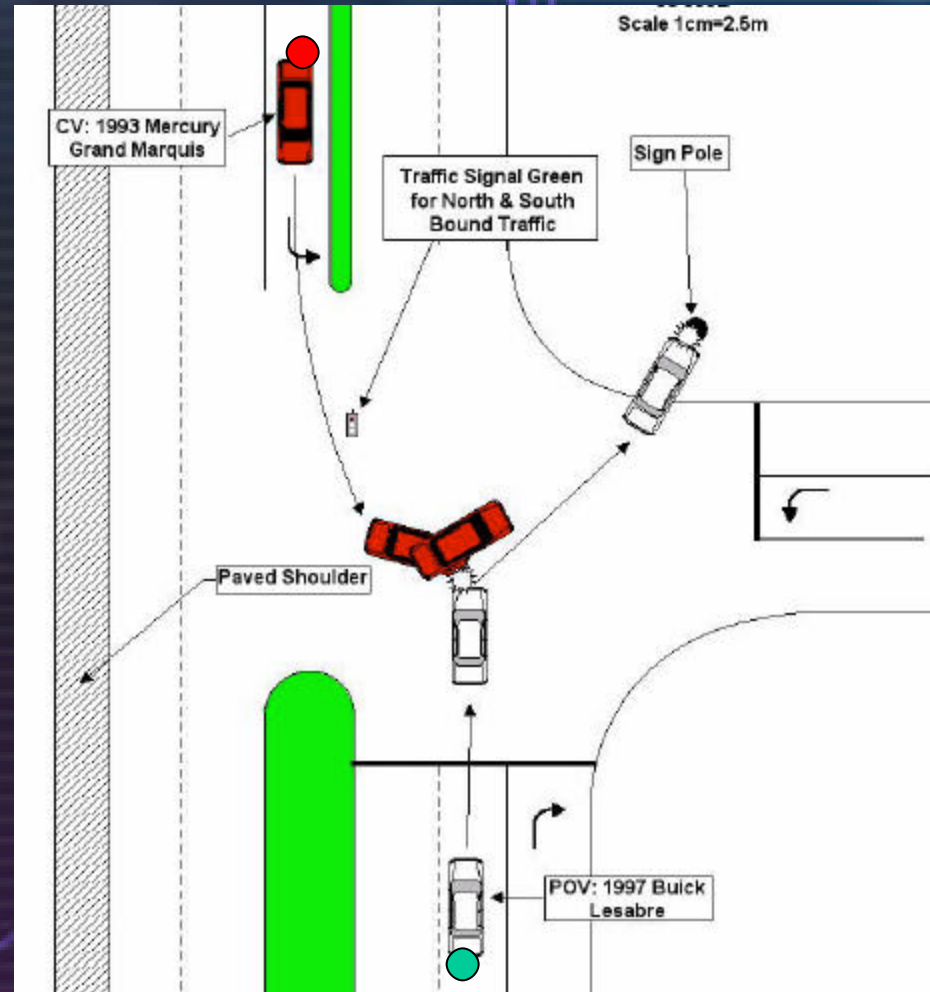 Scale 1cm=2.5m
CV: 1993 Mercury
Grand Marquis
Traffic Signal Green
for North & South
Bound Traffic
Sign Pole
Paved Shoulder
POV: 1997 Buick
Lesabre